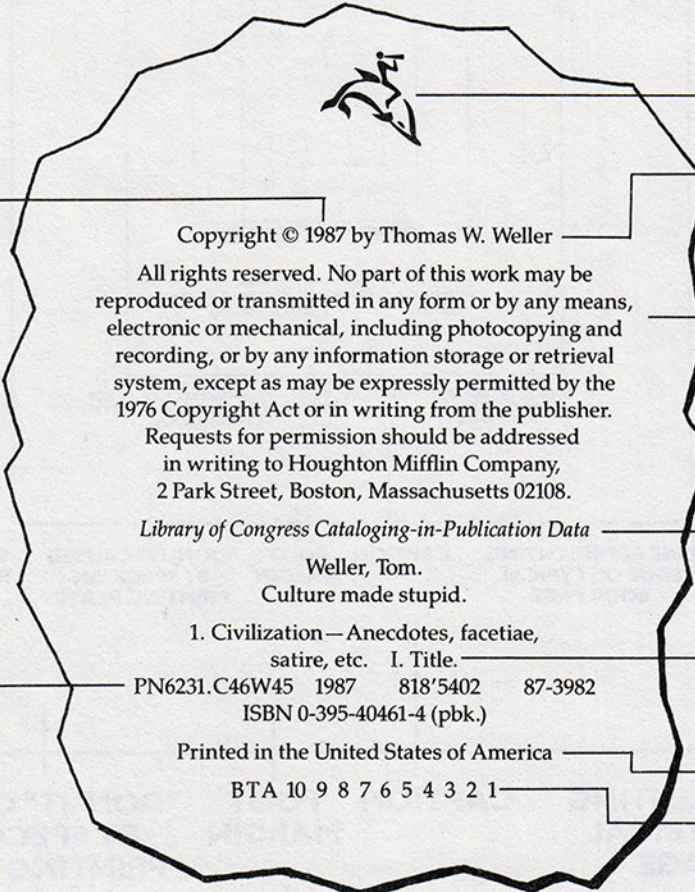 Copyright © 1987 by Thomas W. Weller
All rights reserved. No part of this work may be
reproduced or transmitted in any form or by any means,
electronic or mechanical, including photocopying and
recording, or by any information storage or retrieval
system, except as may be expressly permitted by the
1976 Copyright Act or in writing from the publisher.
Requests for permission should be addressed
in writing to Houghton Mifflin Company,
2 Park Street, Boston, Massachusetts 02108.
Library of Congress Cataloging-in-Publication Data
Weller, Tom.
Culture made stupid.
1. Civilization—Anecdotes, facetiae,
satire, etc. I. Title.
PN6231.C46W45 1987 818'5402 87-3982
ISBN 0-395-40461-4 (pbk.)
Printed in the United States of America
BTA 10 9 8 7 6 5 4 3 2 1